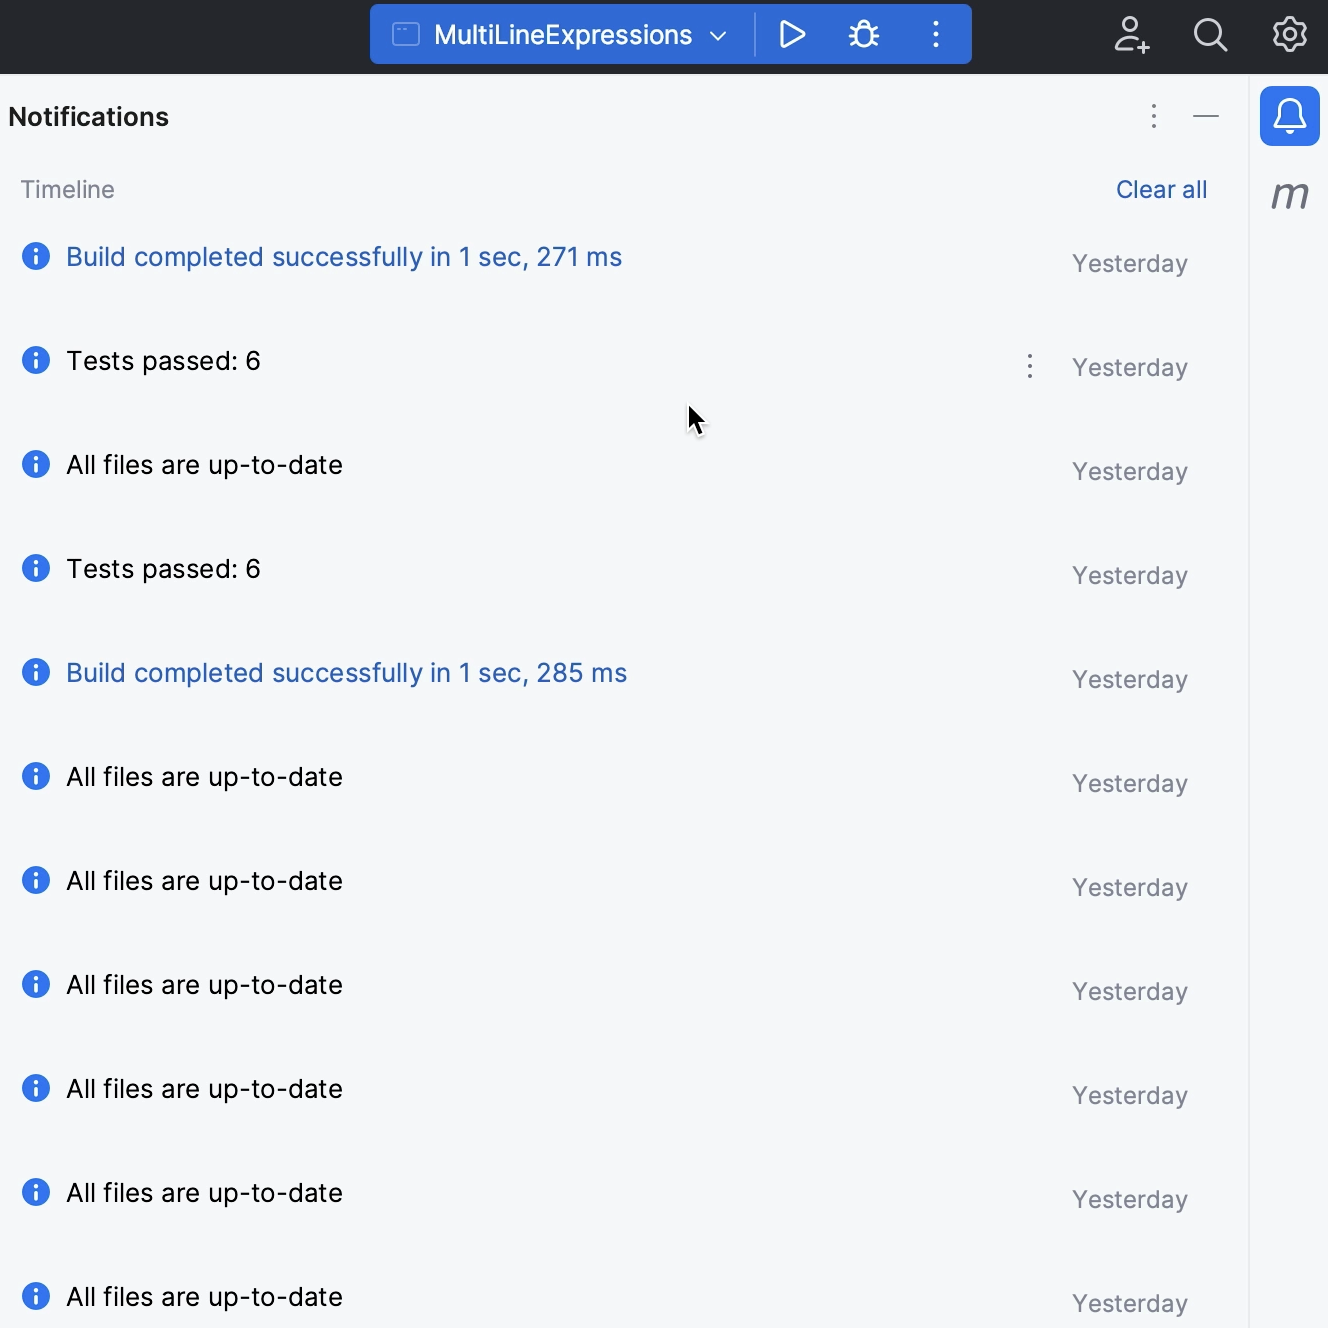 MultiLineExpressions
Notifications
Timeline
Clear all
Build completed successfully in 1 sec, 271 ms
Yesterday
Tests passed: 6
Yesterday
All files are up-to-date
Yesterday
Tests passed: 6
Yesterday
Build completed successfully in 1 sec, 285 ms
Yesterday
All files are up-to-date
Yesterday
All files are up-to-date
Yesterday
All files are up-to-date
Yesterday
All files are up-to-date
Yesterday
All files are up-to-date
Yesterday
All files are up-to-date
Yesterday
m